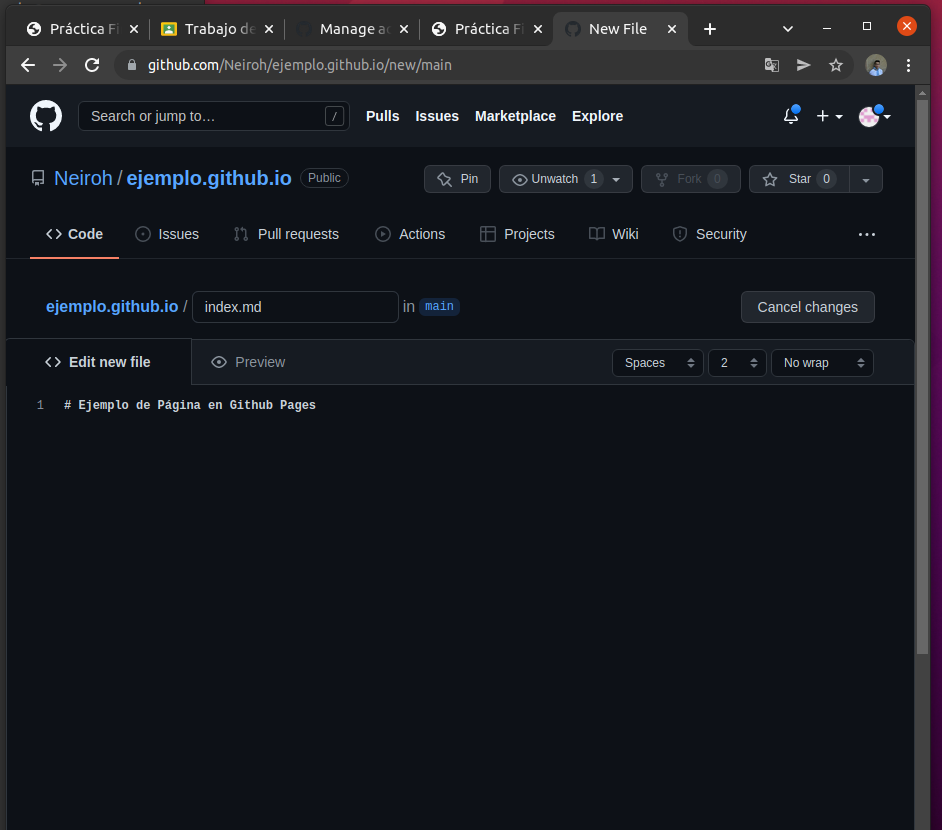 Práctica Fi Trabajo de Manage ac Práctica Fi New File
github.com/Neiroh/ejemplo.github.io/new/main
Search or jump to… / Pulls Issues Marketplace Explore
Neiroh / ejemplo.github.io Public Pin Unwatch 1 Fork 0 Star 0
Code Issues Pull requests Actions Projects Wiki Security
ejemplo.github.io / index.md in main Cancel changes
Edit new file Preview Spaces 2 No wrap
1 # Ejemplo de Página en Github Pages